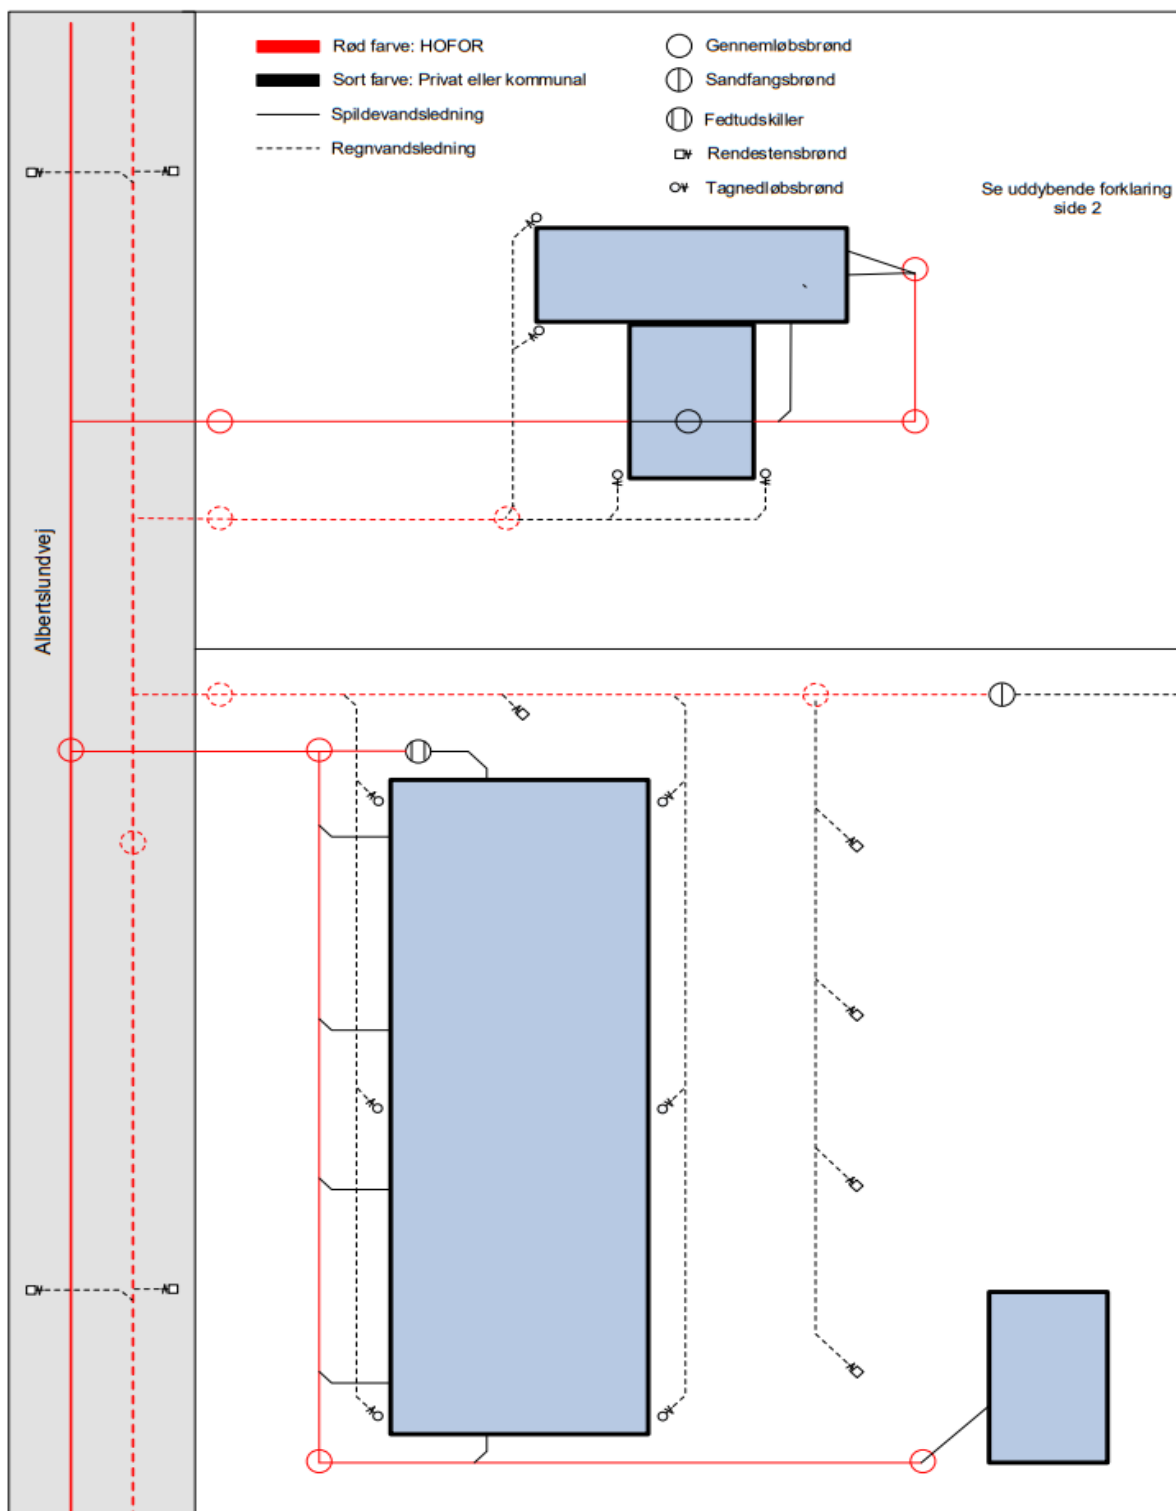 Rød farve: HOFOR
Sort farve: Privat eller kommunal
Spildevandsledning
Regnvandsledning
Gennemløbsbrønd
Sandfangsbrønd
Fedtudskiller
Rendestensbrønd
Tagnedløbsbrønd
Se uddybende forklaring
side 2
Albertslundvej